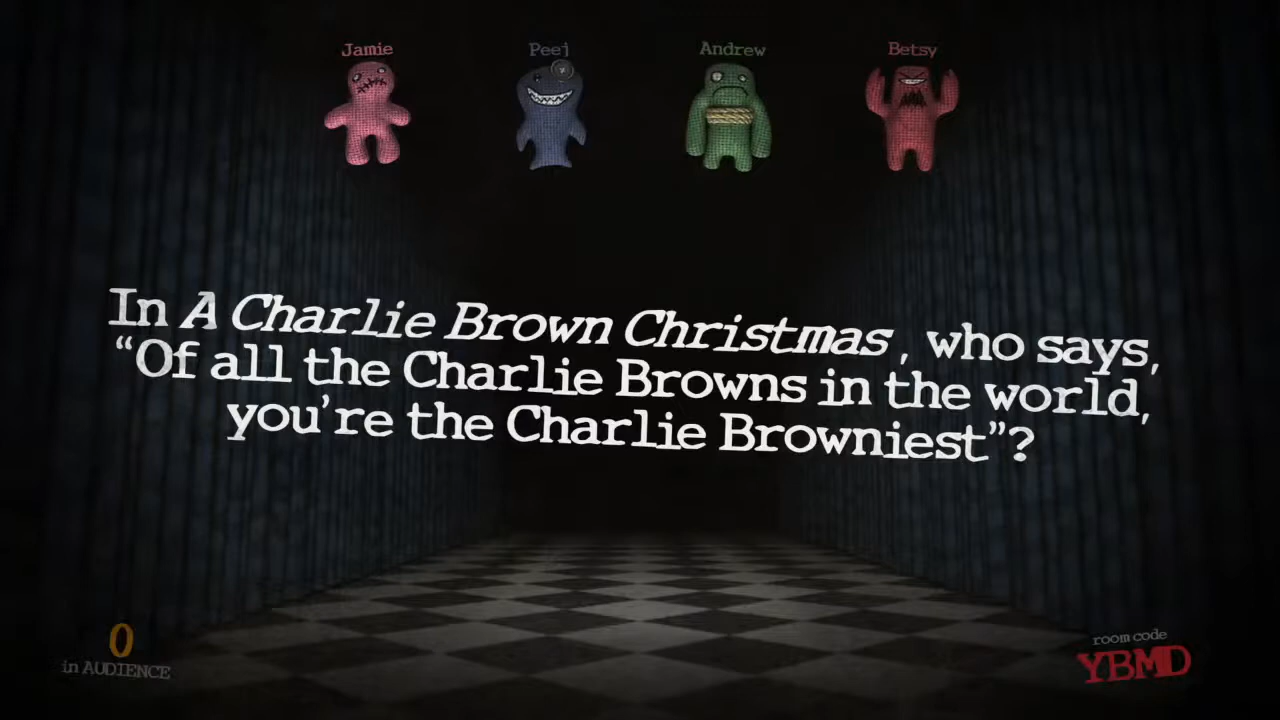 Jamie
Peej
Andrew
Betsy
In A Charlie Brown Christmas, who says,
“Of all the Charlie Browns in the world,
you’re the Charlie Browniest”?
0
in AUDIENCE
room code
YBMD